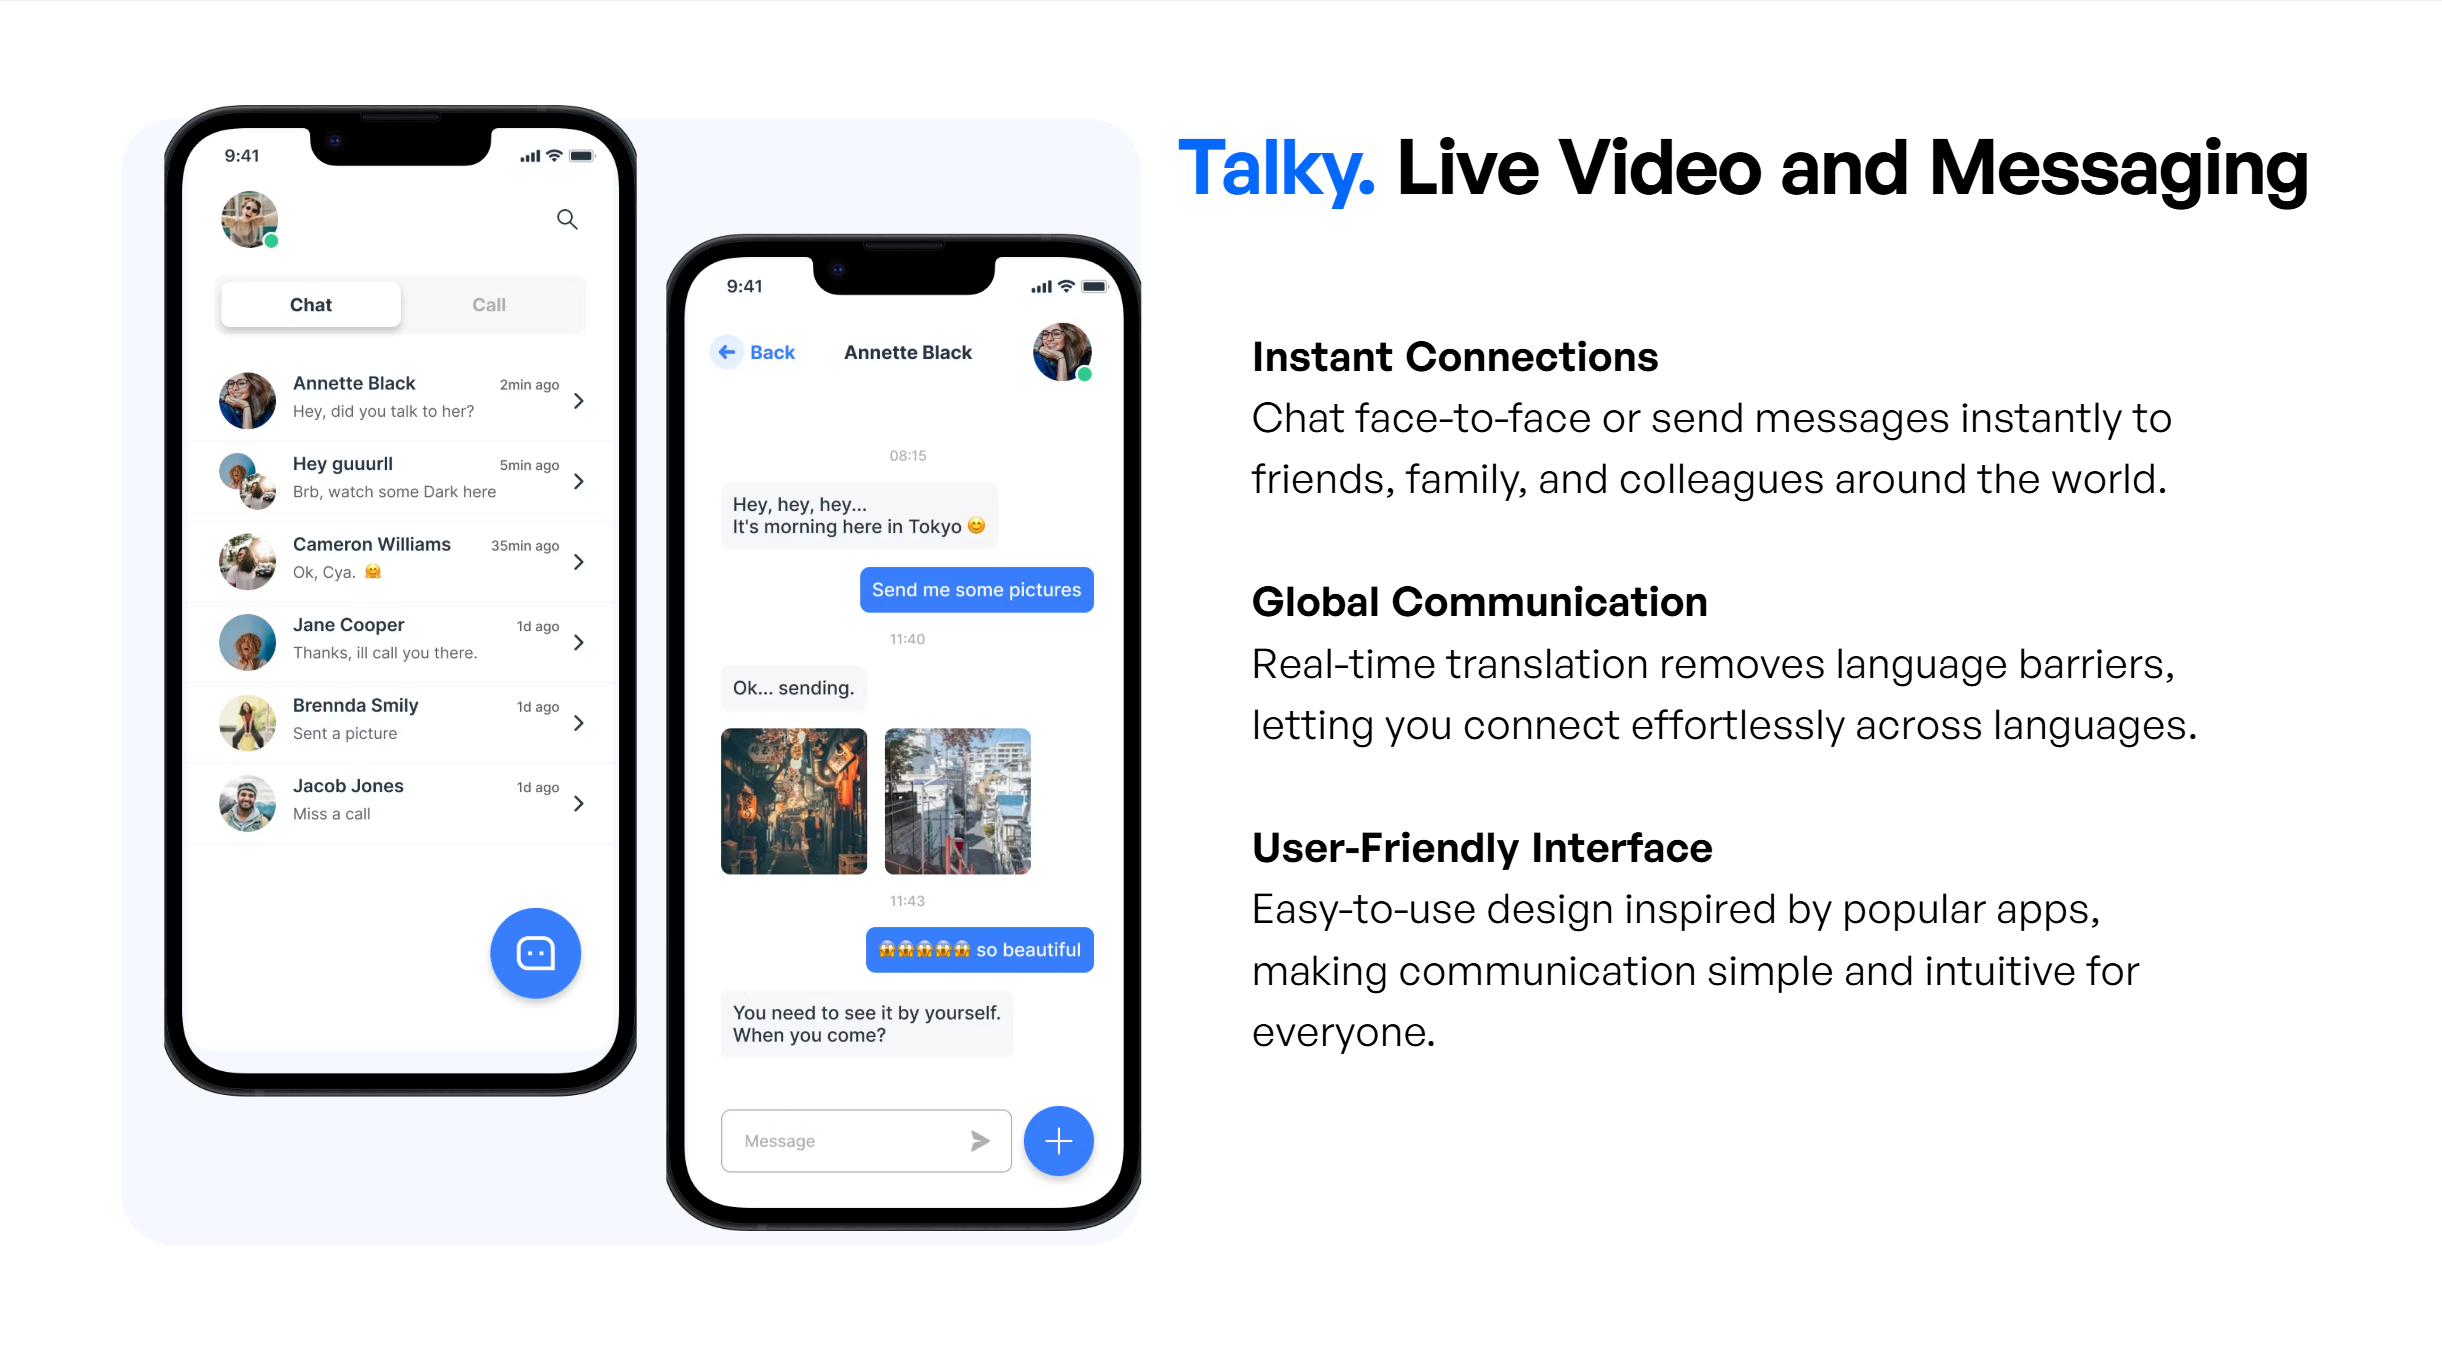 9:41
Chat Call
Annette Black 2min ago
Hey, did you talk to her?
Hey guuurll 5min ago
Brb, watch some Dark here
Cameron Williams 35min ago
Ok, Cya. 🤗
Jane Cooper 1d ago
Thanks, ill call you there.
Brennda Smily 1d ago
Sent a picture
Jacob Jones 1d ago
Miss a call
9:41
Back Annette Black
08:15
Hey, hey, hey...
It's morning here in Tokyo 😊
Send me some pictures
11:40
Ok... sending.
11:43
😱😱😱😱😱 so beautiful
You need to see it by yourself.
When you come?
Message
Talky. Live Video and Messaging
Instant Connections
Chat face-to-face or send messages instantly to
friends, family, and colleagues around the world.
Global Communication
Real-time translation removes language barriers,
letting you connect effortlessly across languages.
User-Friendly Interface
Easy-to-use design inspired by popular apps,
making communication simple and intuitive for
everyone.